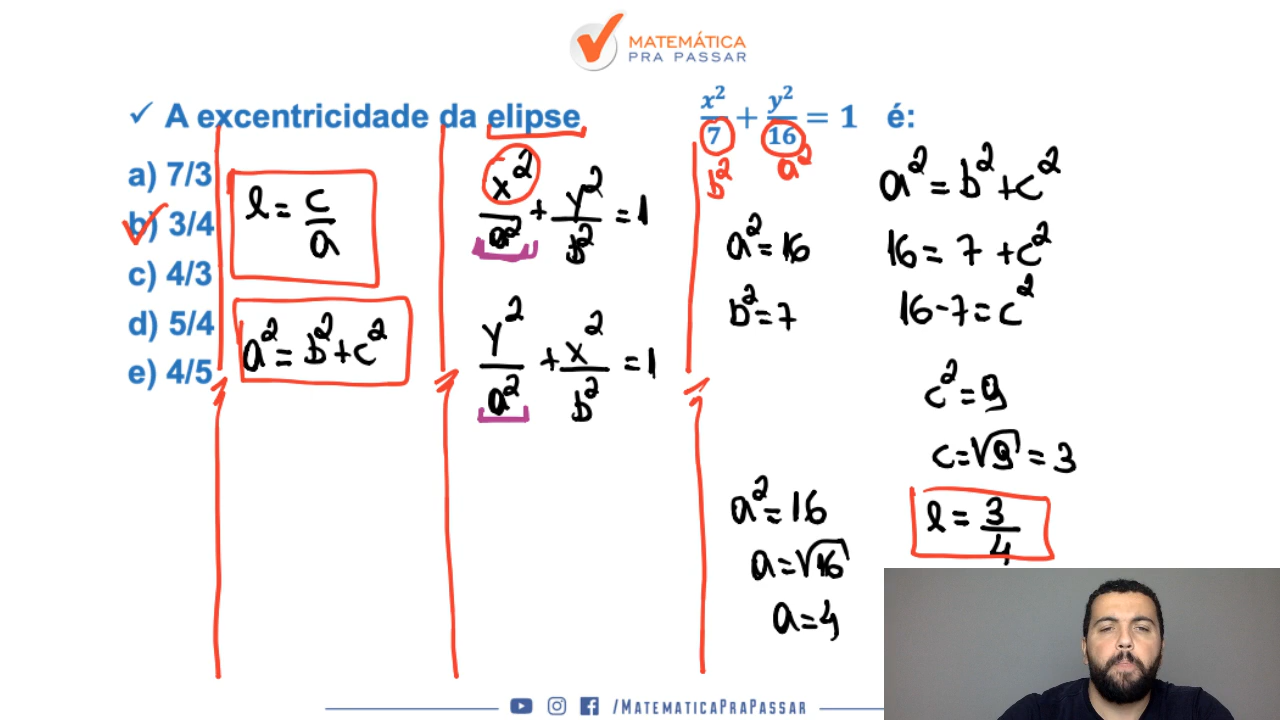 MATEMÁTICA
PRA PASSAR
✓ A excentricidade da elipse x²/7 + y²/16 = 1 é:
b² a²
a) 7/3
b) 3/4
c) 4/3
d) 5/4
e) 4/5
e = c/a
a² = b² + c²
x²/a² + y²/b² = 1
y²/a² + x²/b² = 1
a² = 16
b² = 7
a² = 16
a = √16
a = 4
a² = b² + c²
16 = 7 + c²
16 - 7 = c²
c² = 9
c = √9 = 3
e = 3/4
/MATEMATICAPRAPASSAR